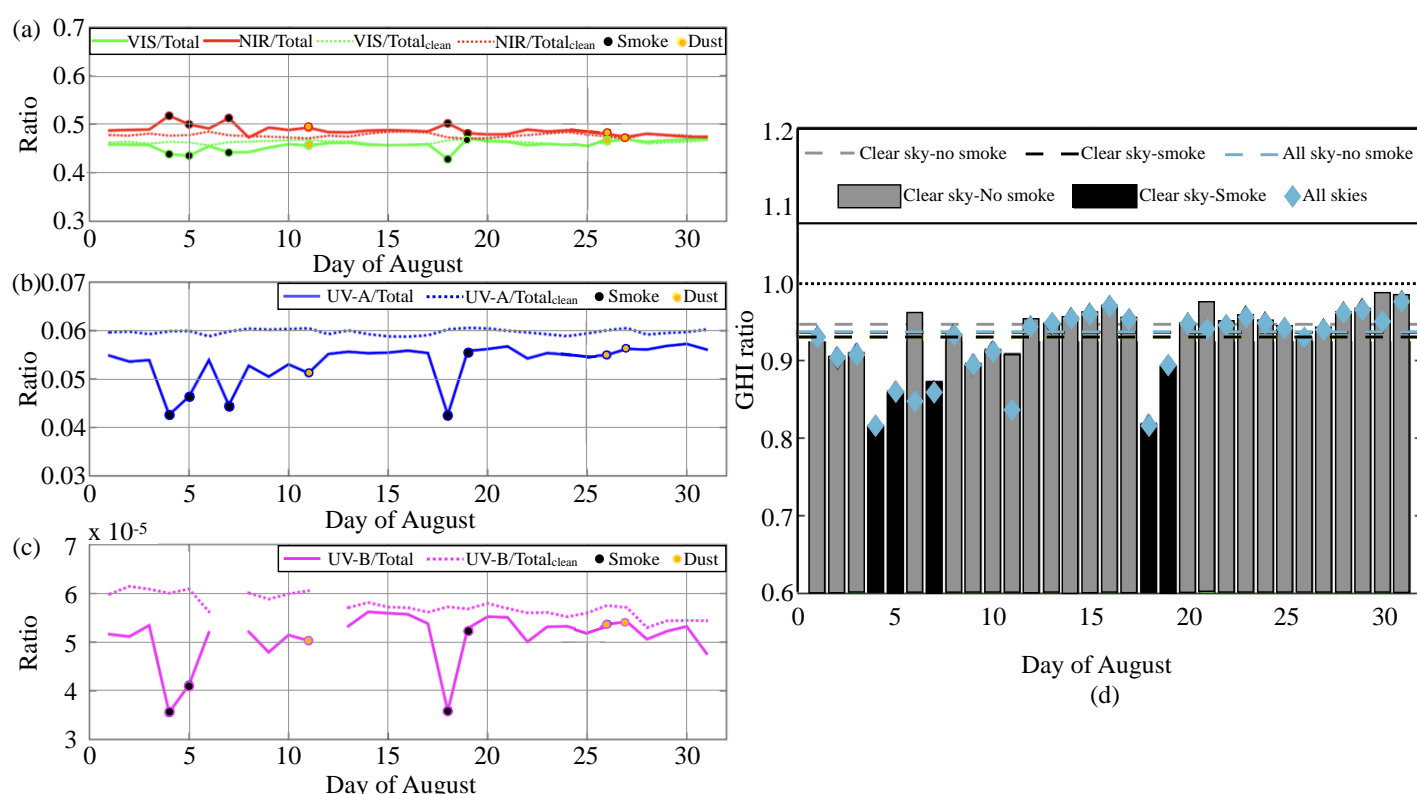 (a)
0.7
0.6
0.5
0.4
0.3
Ratio
VIS/Total NIR/Total VIS/Totalclean NIR/Totalclean Smoke Dust
0 5 10 15 20 25 30
Day of August
(b)
0.07
0.06
0.05
0.04
0.03
Ratio
UV-A/Total UV-A/Totalclean Smoke Dust
0 5 10 15 20 25 30
Day of August
(c)
x 10-5
7
6
5
4
3
Ratio
UV-B/Total UV-B/Totalclean Smoke Dust
0 5 10 15 20 25 30
Day of August
1.2
1.1
1.0
0.9
0.8
0.7
0.6
GHI ratio
Clear sky-no smoke Clear sky-smoke All sky-no smoke
Clear sky-No smoke Clear sky-Smoke All skies
0 5 10 15 20 25 30
Day of August
(d)